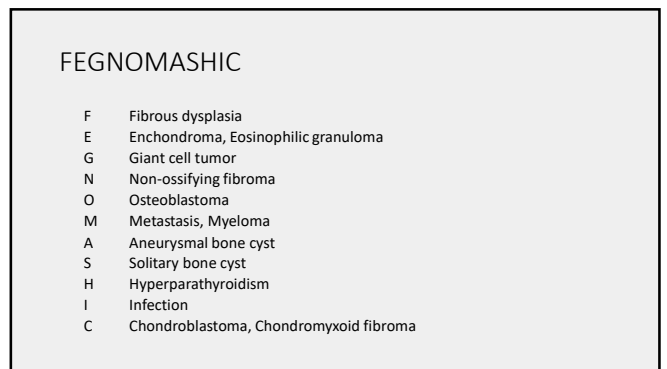 FEGNOMASHIC
F Fibrous dysplasia
E Enchondroma, Eosinophilic granuloma
G Giant cell tumor
N Non-ossifying fibroma
O Osteoblastoma
M Metastasis, Myeloma
A Aneurysmal bone cyst
S Solitary bone cyst
H Hyperparathyroidism
I Infection
C Chondroblastoma, Chondromyxoid fibroma